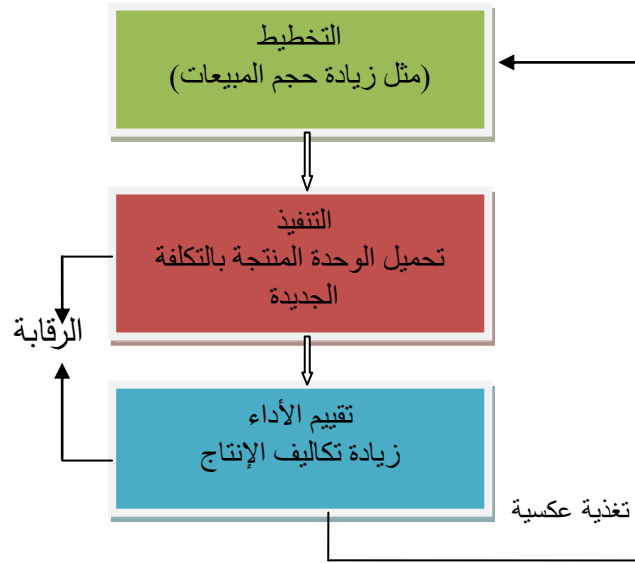 التخطيط
(مثل زيادة حجم المبيعات)
التنفيذ
تحميل الوحدة المنتجة بالتكلفة
الجديدة
الرقابة
تقييم الأداء
زيادة تكاليف الإنتاج
تغذية عكسية